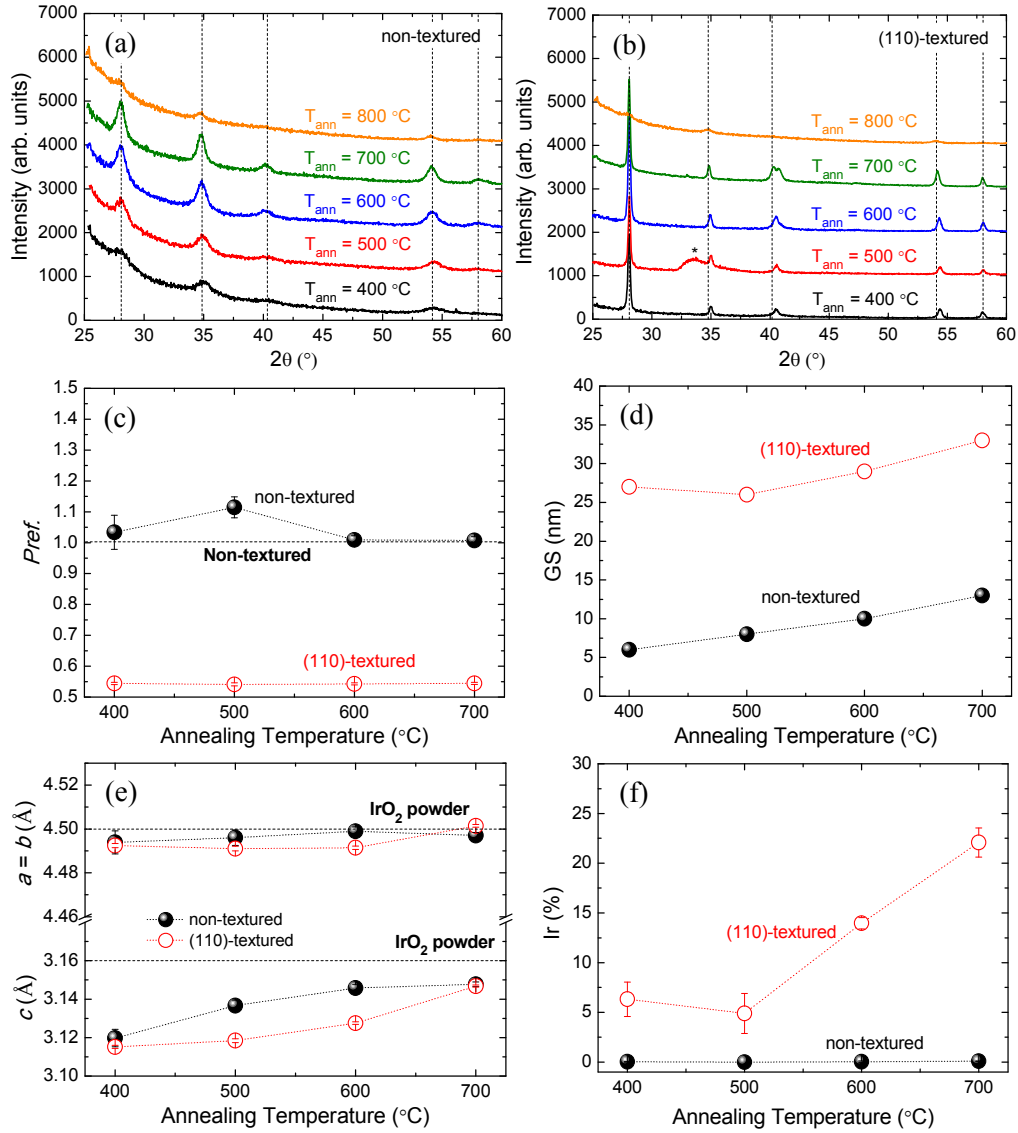 (a)
non-textured
Intensity (arb. units)
7000
6000
5000
4000
3000
2000
1000
0
T_ann = 800 °C
T_ann = 700 °C
T_ann = 600 °C
T_ann = 500 °C
T_ann = 400 °C
25 30 35 40 45 50 55 60
2θ (°)
(b)
(110)-textured
Intensity (arb. units)
7000
6000
5000
4000
3000
2000
1000
0
T_ann = 800 °C
T_ann = 700 °C
T_ann = 600 °C
*
T_ann = 500 °C
T_ann = 400 °C
25 30 35 40 45 50 55 60
2θ (°)
(c)
Pref.
1.5
1.4
1.3
1.2
1.1
1.0
0.9
0.8
0.7
0.6
0.5
non-textured
Non-textured
(110)-textured
400 500 600 700
Annealing Temperature (°C)
(d)
GS (nm)
40
35
30
25
20
15
10
5
0
(110)-textured
non-textured
400 500 600 700
Annealing Temperature (°C)
(e)
a = b (Å)
4.52
4.50
4.48
4.46
IrO₂ powder
non-textured
(110)-textured
IrO₂ powder
c (Å)
3.16
3.14
3.12
3.10
400 500 600 700
Annealing Temperature (°C)
(f)
Ir (%)
30
25
20
15
10
5
0
(110)-textured
non-textured
400 500 600 700
Annealing Temperature (°C)